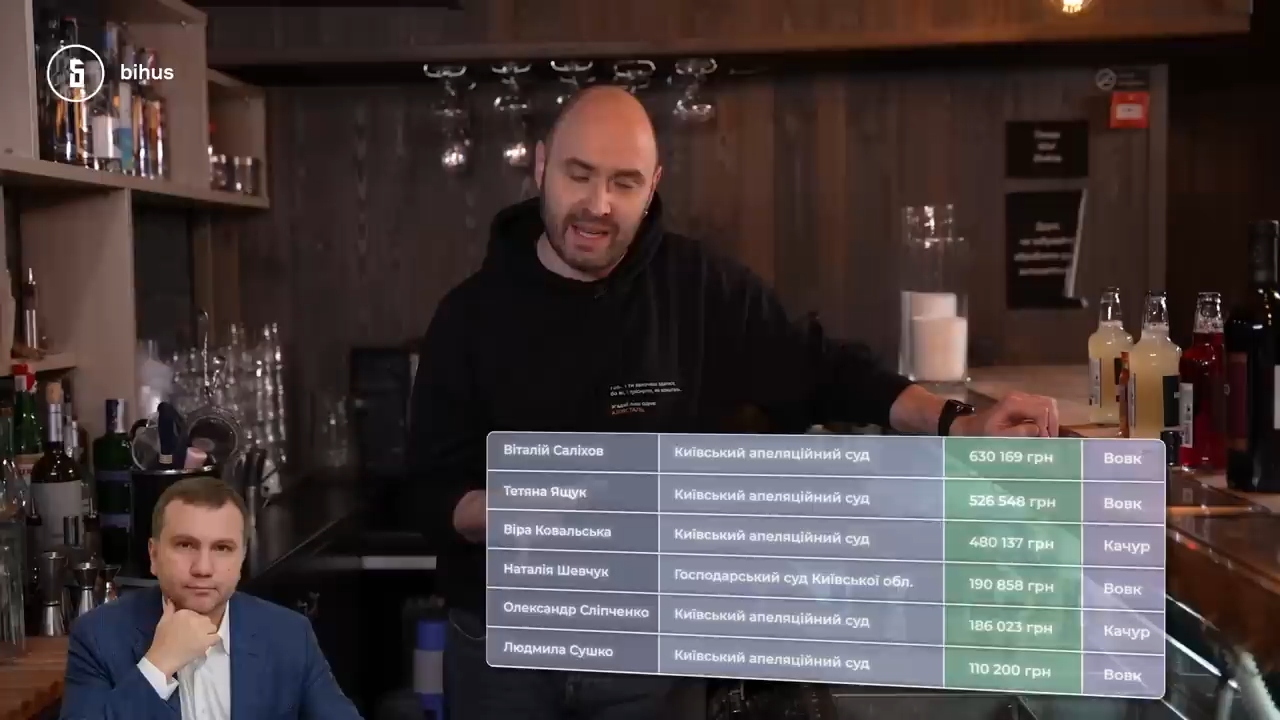 bihus
Віталій Саліхов Київський апеляційний суд 630 169 грн Вовк
Тетяна Ящук Київський апеляційний суд 526 548 грн Вовк
Віра Ковальська Київський апеляційний суд 480 137 грн Качур
Наталія Шевчук Господарський суд Київської обл. 190 858 грн Вовк
Олександр Сліпченко Київський апеляційний суд 186 023 грн Качур
Людмила Сушко Київський апеляційний суд 110 200 грн Вовк